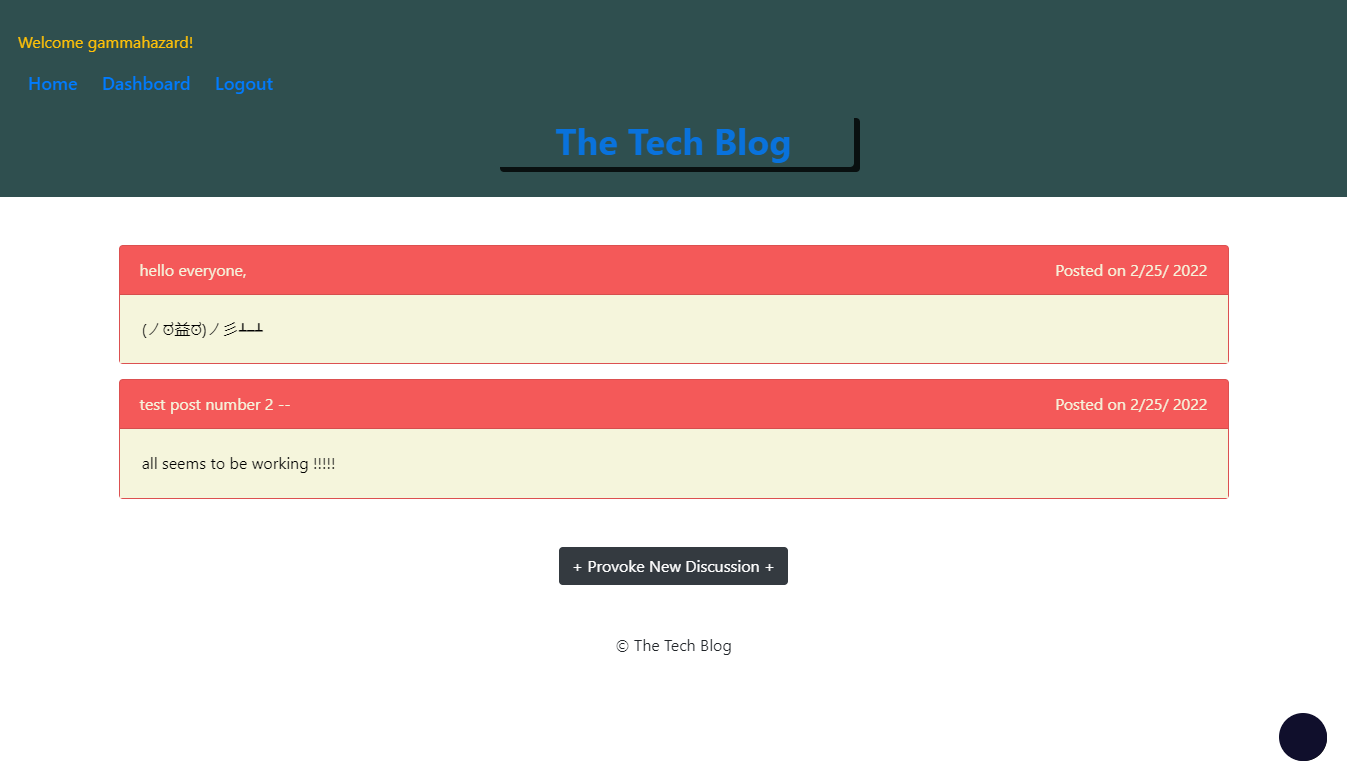 Welcome gammahazard!
Home Dashboard Logout
The Tech Blog
hello everyone, Posted on 2/25/ 2022
(ノಠ益ಠ)ノ彡┻━┻
test post number 2 -- Posted on 2/25/ 2022
all seems to be working !!!!!
+ Provoke New Discussion +
© The Tech Blog